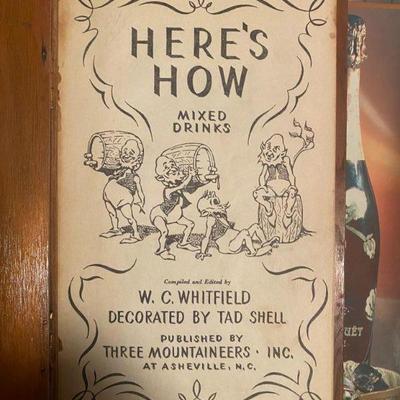 HERE'S
HOW
MIXED
DRINKS
Compiled and Edited by
W. C. WHITFIELD
DECORATED BY TAD SHELL
PUBLISHED BY
THREE MOUNTAINEERS · INC.
AT ASHEVILLE, N.C.